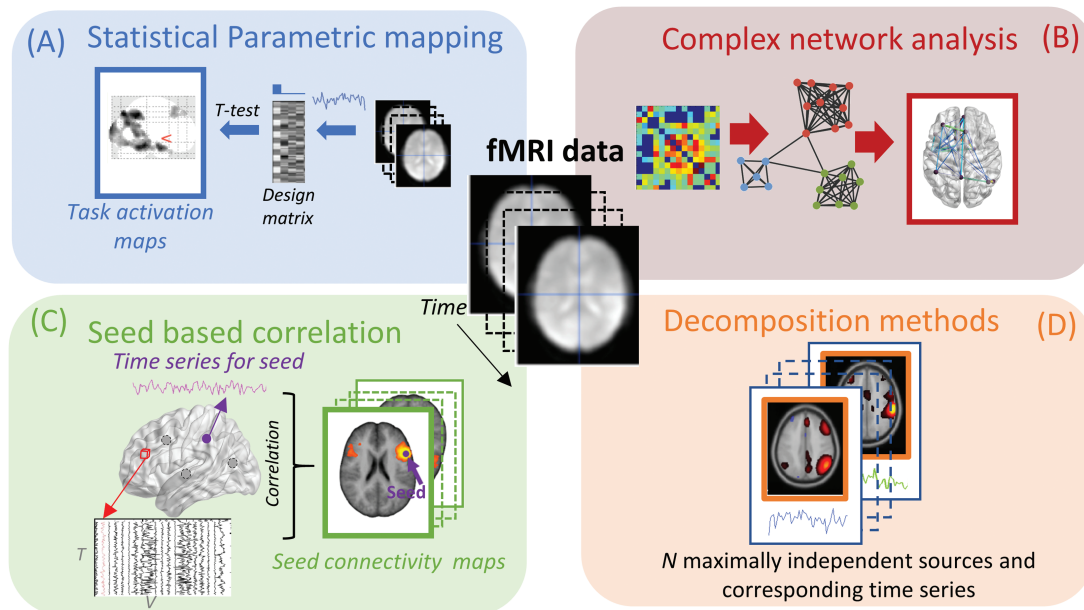 (A) Statistical Parametric mapping
T-test
Design
matrix
Task activation
maps
Complex network analysis (B)
fMRI data
Time
(C)
Seed based correlation
Time series for seed
Correlation
Seed
T
V
Seed connectivity maps
Decomposition methods (D)
N maximally independent sources and
corresponding time series